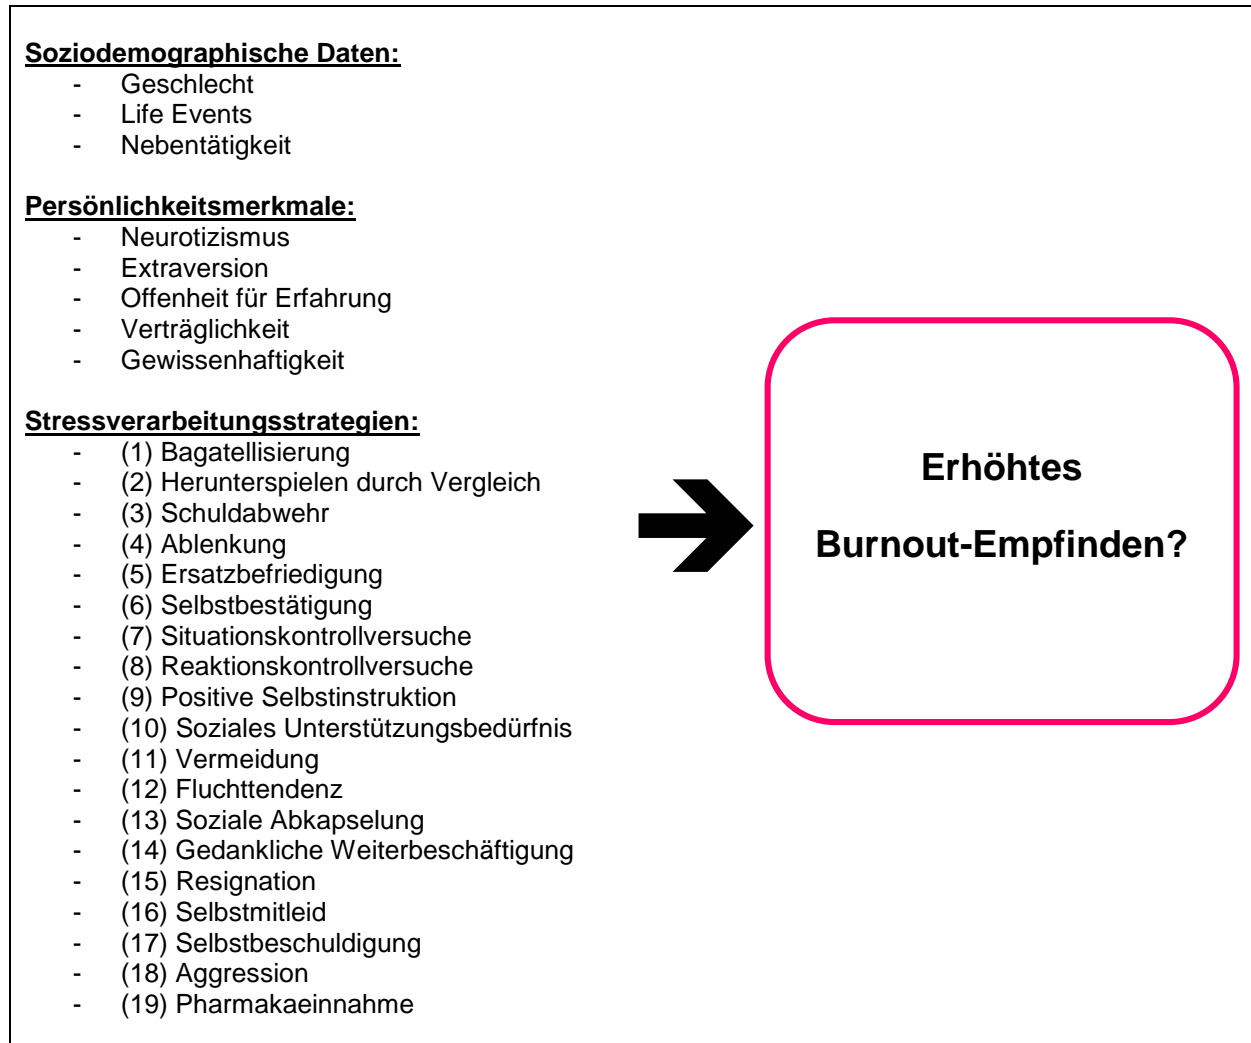 Soziodemographische Daten:
- Geschlecht
- Life Events
- Nebentätigkeit
Persönlichkeitsmerkmale:
- Neurotizismus
- Extraversion
- Offenheit für Erfahrung
- Verträglichkeit
- Gewissenhaftigkeit
Stressverarbeitungsstrategien:
- (1) Bagatellisierung
- (2) Herunterspielen durch Vergleich
- (3) Schuldabwehr
- (4) Ablenkung
- (5) Ersatzbefriedigung
- (6) Selbstbestätigung
- (7) Situationskontrollversuche
- (8) Reaktionskontrollversuche
- (9) Positive Selbstinstruktion
- (10) Soziales Unterstützungsbedürfnis
- (11) Vermeidung
- (12) Fluchttendenz
- (13) Soziale Abkapselung
- (14) Gedankliche Weiterbeschäftigung
- (15) Resignation
- (16) Selbstmitleid
- (17) Selbstbeschuldigung
- (18) Aggression
- (19) Pharmakaeinnahme
Erhöhtes
Burnout-Empfinden?